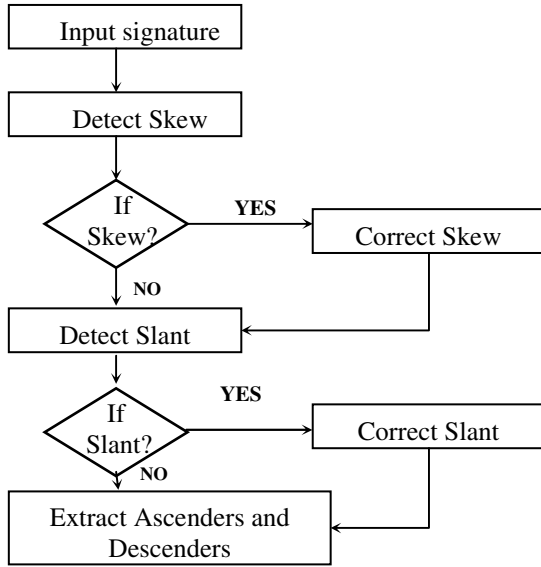 Input signature
Detect Skew
If
Skew?
YES
Correct Skew
NO
Detect Slant
If
Slant?
YES
Correct Slant
NO
Extract Ascenders and
Descenders